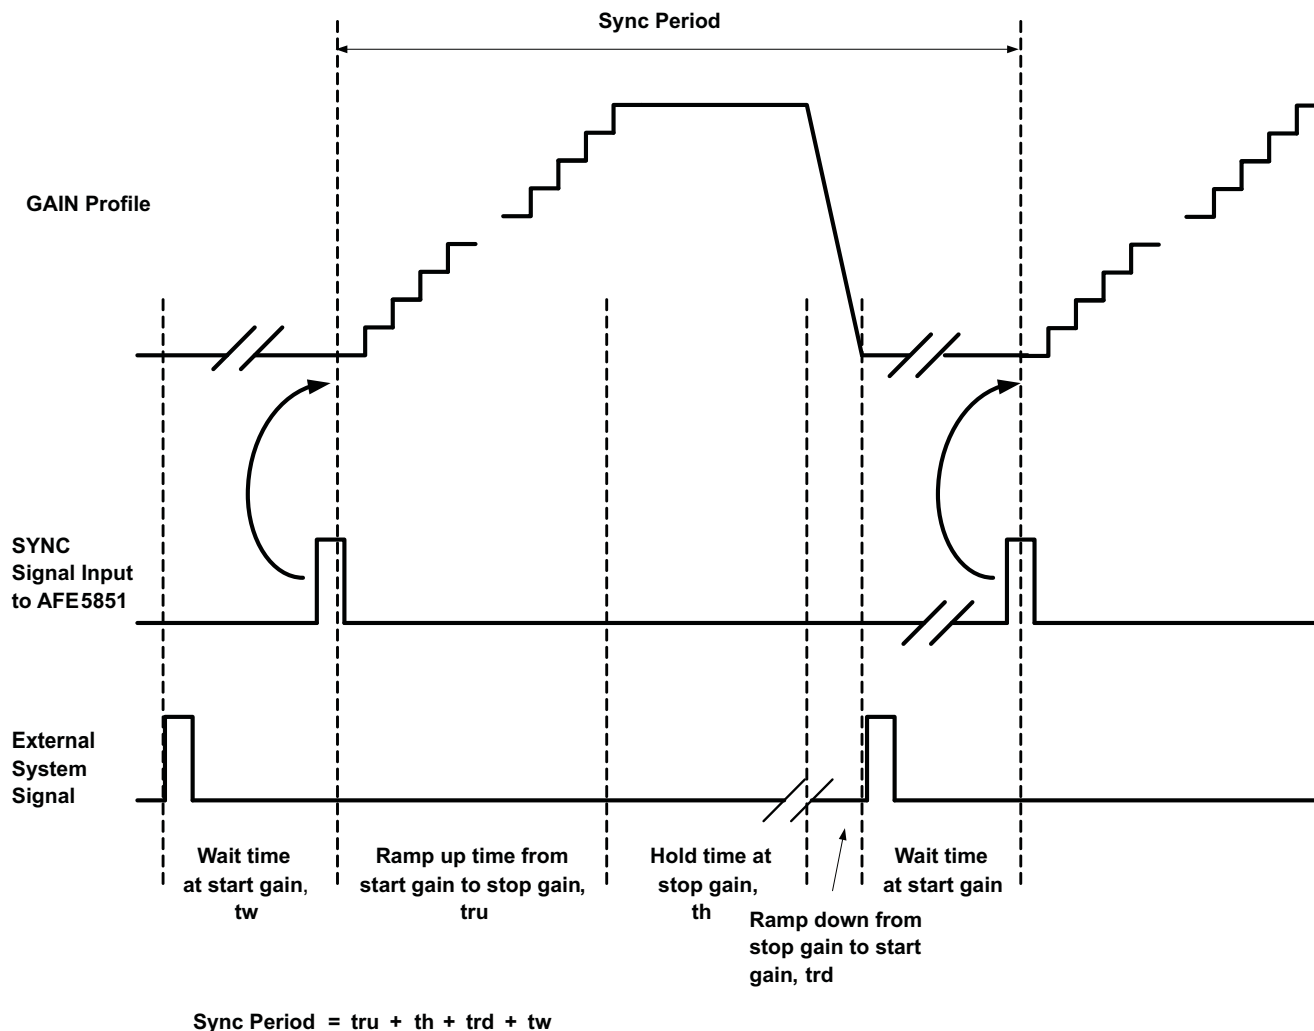 Sync Period
GAIN Profile
SYNC
Signal Input
to AFE5851
External
System
Signal
Wait time
at start gain,
tw
Ramp up time from
start gain to stop gain,
tru
Hold time at
stop gain,
th
Ramp down from
stop gain to start
gain, trd
Wait time
at start gain
Sync Period = tru + th + trd + tw